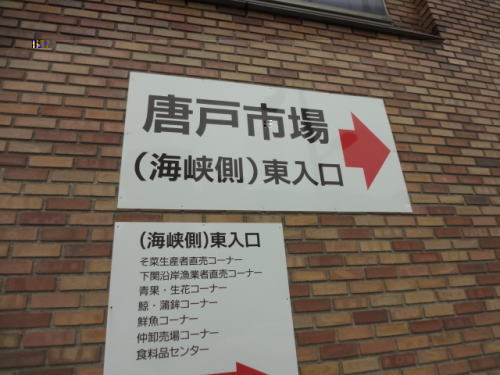 唐戸市場
(海峡側)東入口
(海峡側)東入口
そ菜生産者直売コーナー
下関沿岸漁業者直売コーナー
青果・生花コーナー
鯨・蒲鉾コーナー
鮮魚コーナー
仲卸売場コーナー
食料品センター